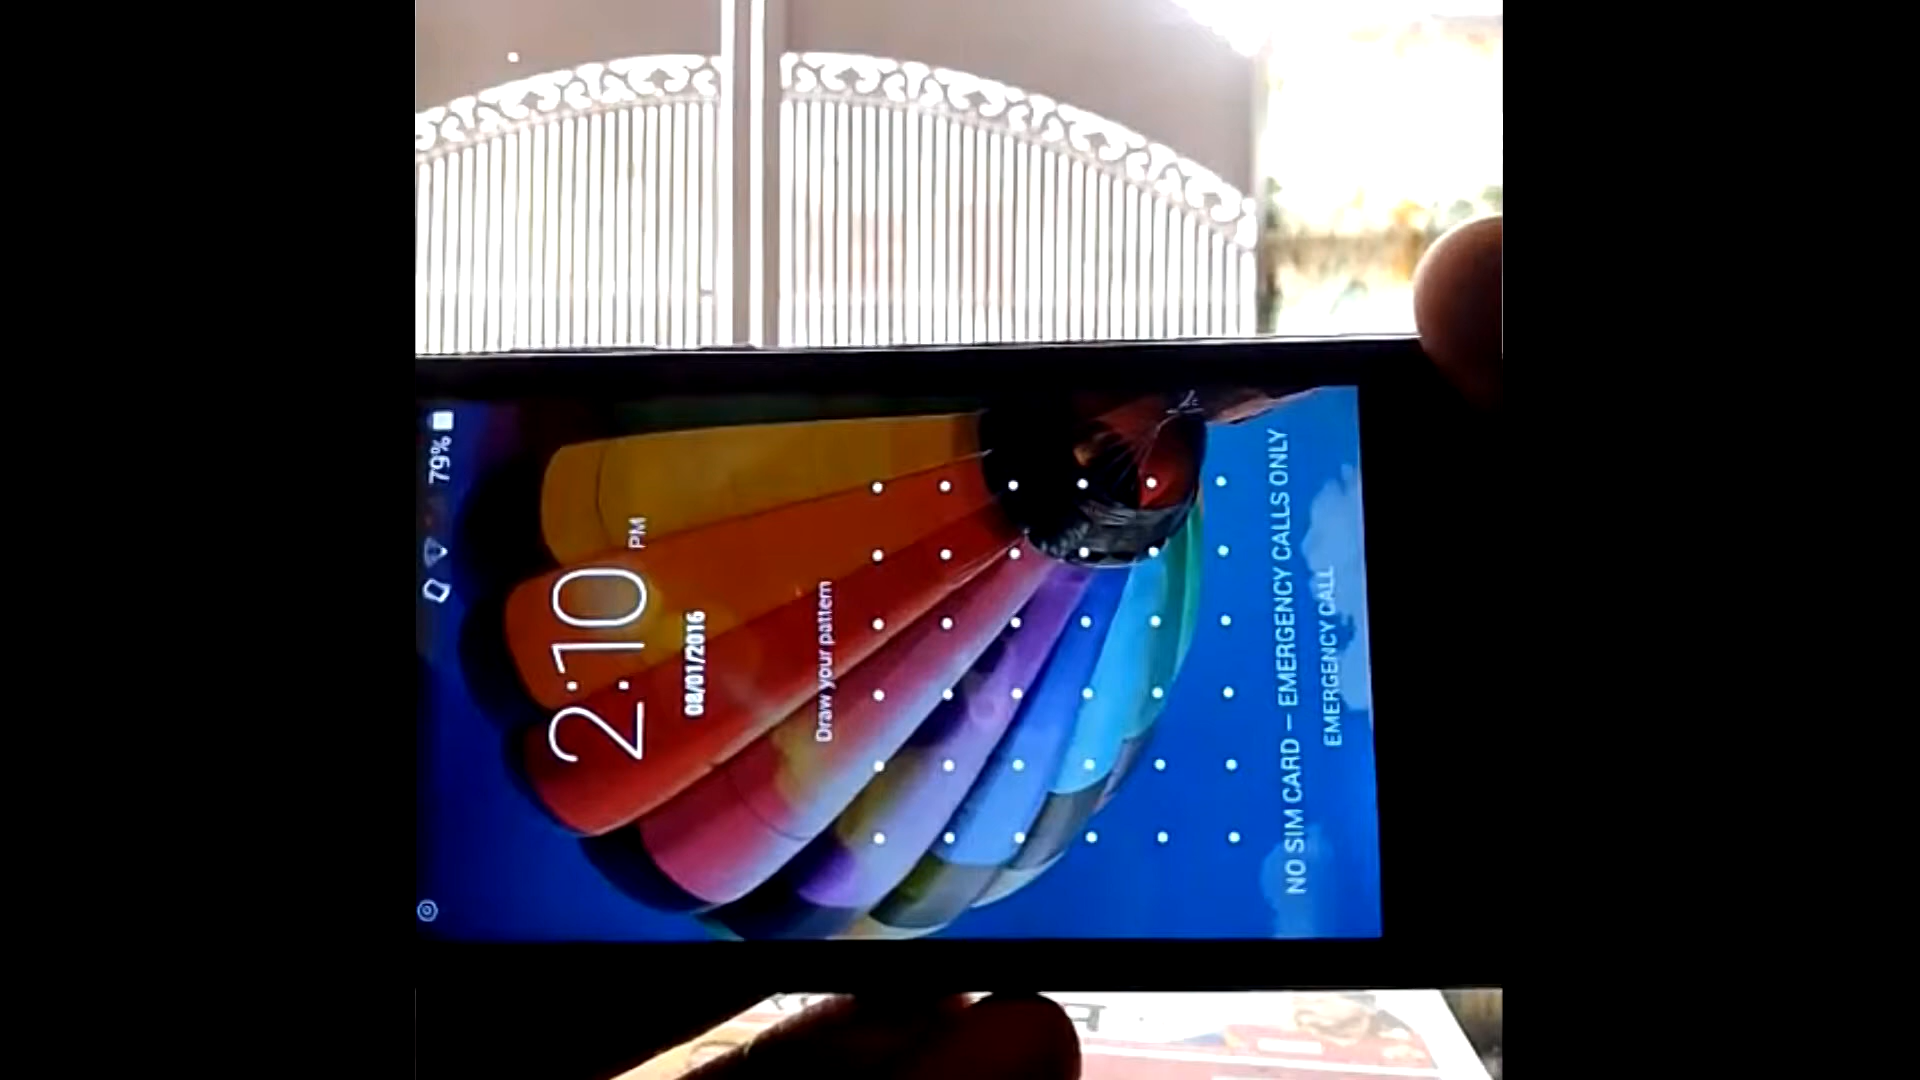 79%
2:10 PM
08/01/2016
Draw your pattern
NO SIM CARD – EMERGENCY CALLS ONLY
EMERGENCY CALL